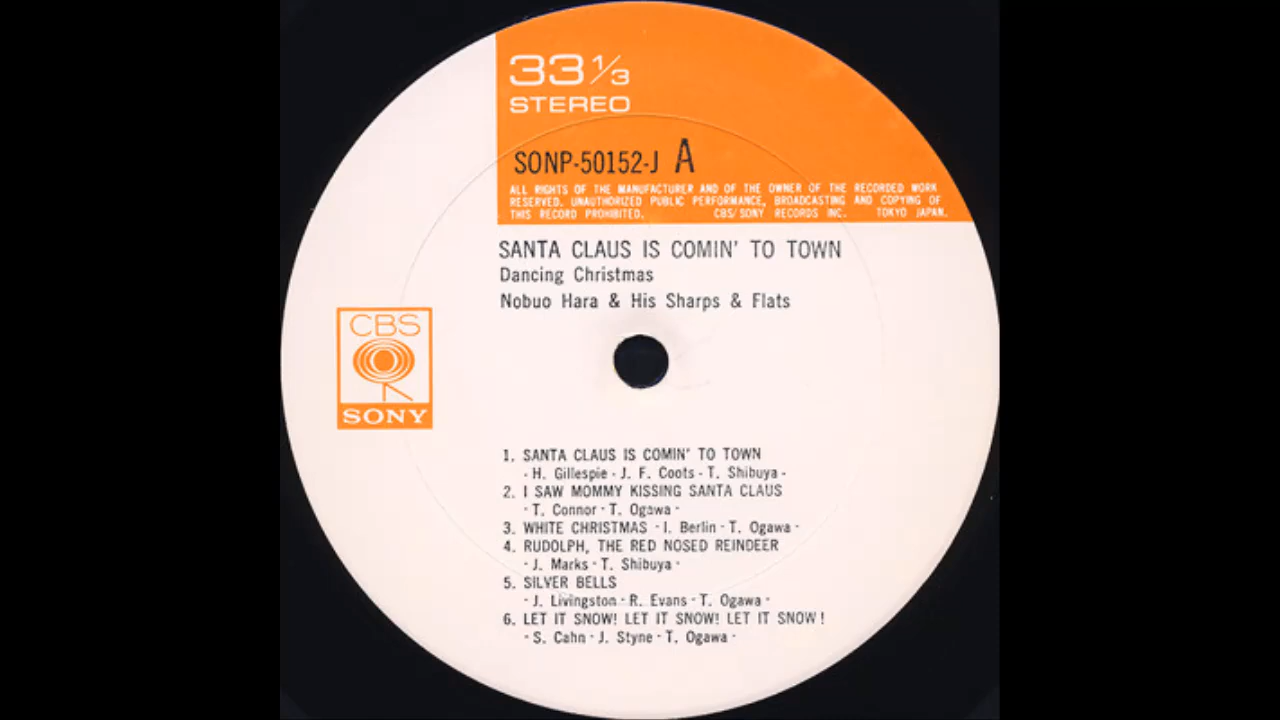 33 1/3
STEREO
SONP-50152-J A
ALL RIGHTS OF THE MANUFACTURER AND OF THE OWNER OF THE RECORDED WORK
RESERVED. UNAUTHORIZED PUBLIC PERFORMANCE, BROADCASTING AND COPYING OF
THIS RECORD PROHIBITED. CBS/SONY RECORDS INC. TOKYO JAPAN.
SANTA CLAUS IS COMIN' TO TOWN
Dancing Christmas
Nobuo Hara & His Sharps & Flats
CBS
SONY
1. SANTA CLAUS IS COMIN' TO TOWN
- H. Gillespie - J. F. Coots - T. Shibuya -
2. I SAW MOMMY KISSING SANTA CLAUS
- T. Connor - T. Ogawa -
3. WHITE CHRISTMAS - I. Berlin - T. Ogawa -
4. RUDOLPH, THE RED NOSED REINDEER
- J. Marks - T. Shibuya -
5. SILVER BELLS
- J. Livingston - R. Evans - T. Ogawa -
6. LET IT SNOW! LET IT SNOW! LET IT SNOW!
- S. Cahn - J. Styne - T. Ogawa -